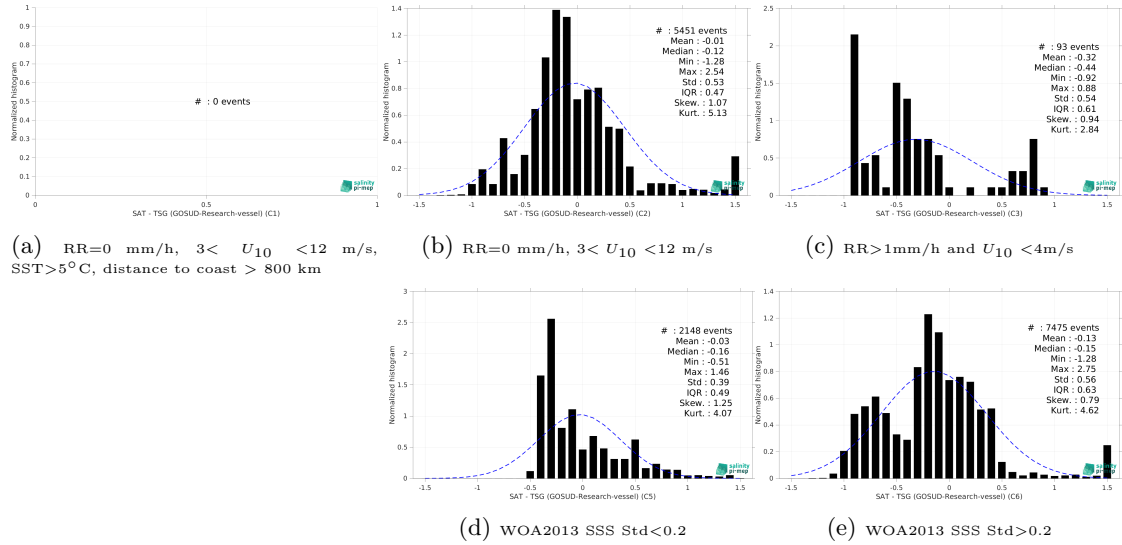 1
0.9
0.8
0.7
0.6
0.5
0.4
0.3
0.2
0.1
0
Normalized histogram
# : 0 events
salinity
pi-mep
0 0.5 1
SAT - TSG (GOSUD-Research-vessel) (C1)
(a) RR=0 mm/h, 3< U10 <12 m/s,
SST>5°C, distance to coast > 800 km
1.4
1.2
1
0.8
0.6
0.4
0.2
0
Normalized histogram
# : 5451 events
Mean : -0.01
Median : -0.12
Min : -1.28
Max : 2.54
Std : 0.53
IQR : 0.47
Skew. : 1.07
Kurt. : 5.13
salinity
pi-mep
-1.5 -1 -0.5 0 0.5 1 1.5
SAT - TSG (GOSUD-Research-vessel) (C2)
(b) RR=0 mm/h, 3< U10 <12 m/s
2.5
2
1.5
1
0.5
0
Normalized histogram
# : 93 events
Mean : -0.32
Median : -0.44
Min : -0.92
Max : 0.88
Std : 0.54
IQR : 0.61
Skew. : 0.94
Kurt. : 2.84
salinity
pi-mep
-1.5 -1 -0.5 0 0.5 1 1.5
SAT - TSG (GOSUD-Research-vessel) (C3)
(c) RR>1mm/h and U10 <4m/s
3
2.5
2
1.5
1
0.5
0
Normalized histogram
# : 2148 events
Mean : -0.03
Median : -0.16
Min : -0.51
Max : 1.46
Std : 0.39
IQR : 0.49
Skew. : 1.25
Kurt. : 4.07
salinity
pi-mep
-1.5 -1 -0.5 0 0.5 1 1.5
SAT - TSG (GOSUD-Research-vessel) (C5)
(d) WOA2013 SSS Std<0.2
1.4
1.2
1
0.8
0.6
0.4
0.2
0
Normalized histogram
# : 7475 events
Mean : -0.13
Median : -0.15
Min : -1.28
Max : 2.75
Std : 0.56
IQR : 0.63
Skew. : 0.79
Kurt. : 4.62
salinity
pi-mep
-1.5 -1 -0.5 0 0.5 1 1.5
SAT - TSG (GOSUD-Research-vessel) (C6)
(e) WOA2013 SSS Std>0.2